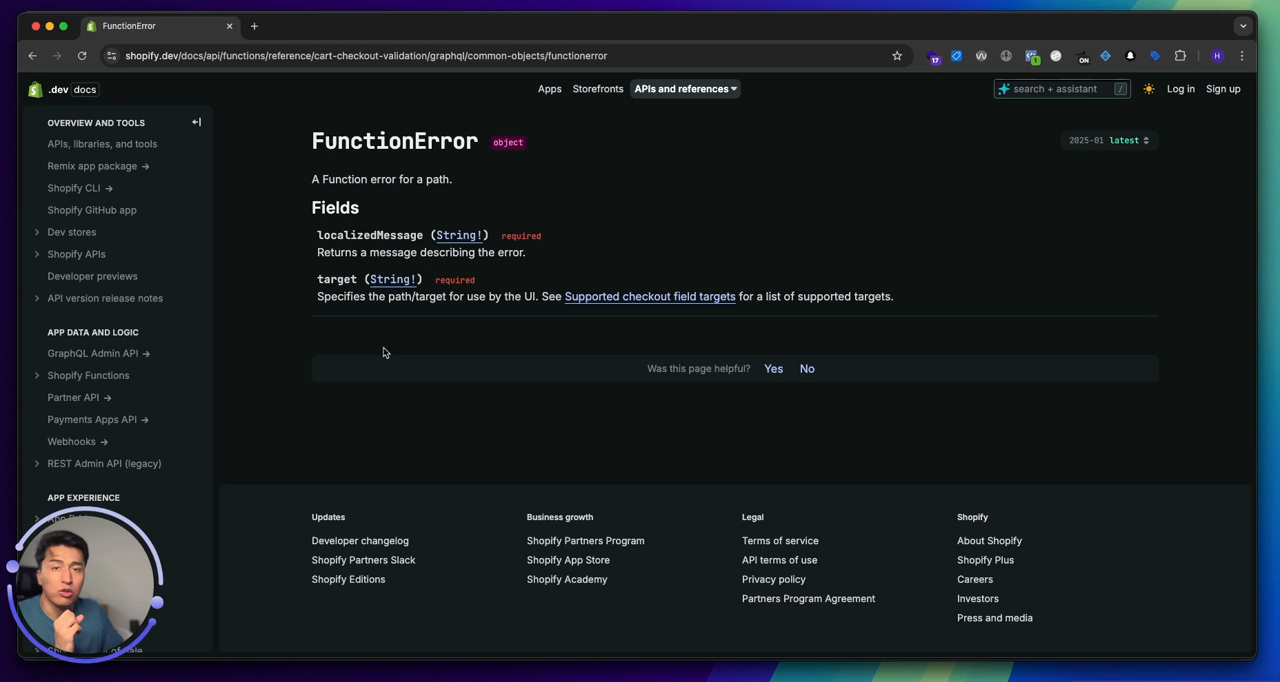 FunctionError
shopify.dev/docs/api/functions/reference/cart-checkout-validation/graphql/common-objects/functionerror
17
1
ON
H
.dev docs
Apps
Storefronts
APIs and references
search + assistant /
Log in
Sign up
OVERVIEW AND TOOLS
APIs, libraries, and tools
Remix app package →
Shopify CLI →
Shopify GitHub app
Dev stores
Shopify APIs
Developer previews
API version release notes
APP DATA AND LOGIC
GraphQL Admin API →
Shopify Functions
Partner API →
Payments Apps API →
Webhooks →
REST Admin API (legacy)
APP EXPERIENCE
FunctionError object
2025-01 latest
A Function error for a path.
Fields
localizedMessage (String!) required
Returns a message describing the error.
target (String!) required
Specifies the path/target for use by the UI. See Supported checkout field targets for a list of supported targets.
Was this page helpful? Yes No
Updates
Developer changelog
Shopify Partners Slack
Shopify Editions
Business growth
Shopify Partners Program
Shopify App Store
Shopify Academy
Legal
Terms of service
API terms of use
Privacy policy
Partners Program Agreement
Shopify
About Shopify
Shopify Plus
Careers
Investors
Press and media